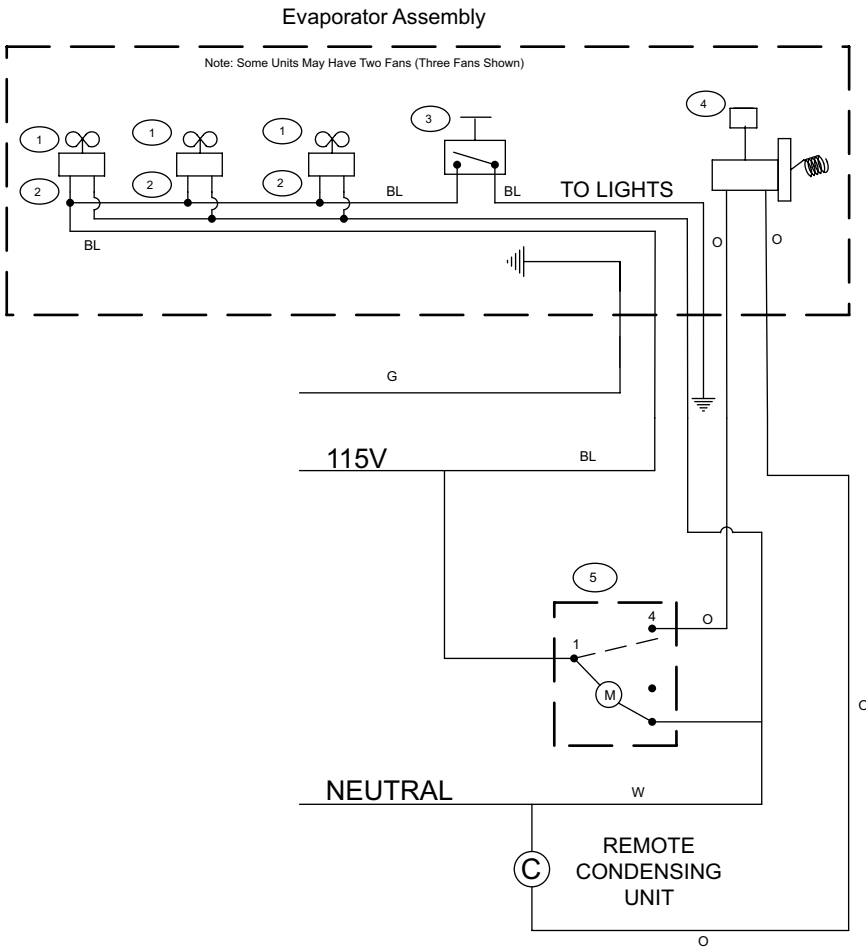 Evaporator Assembly
Note: Some Units May Have Two Fans (Three Fans Shown)
4
3
1
1
1
2
2
2
BL
BL
TO LIGHTS
BL
O
O
G
115V
BL
5
4
O
1
M
O
NEUTRAL
W
C
REMOTE
CONDENSING
UNIT
O